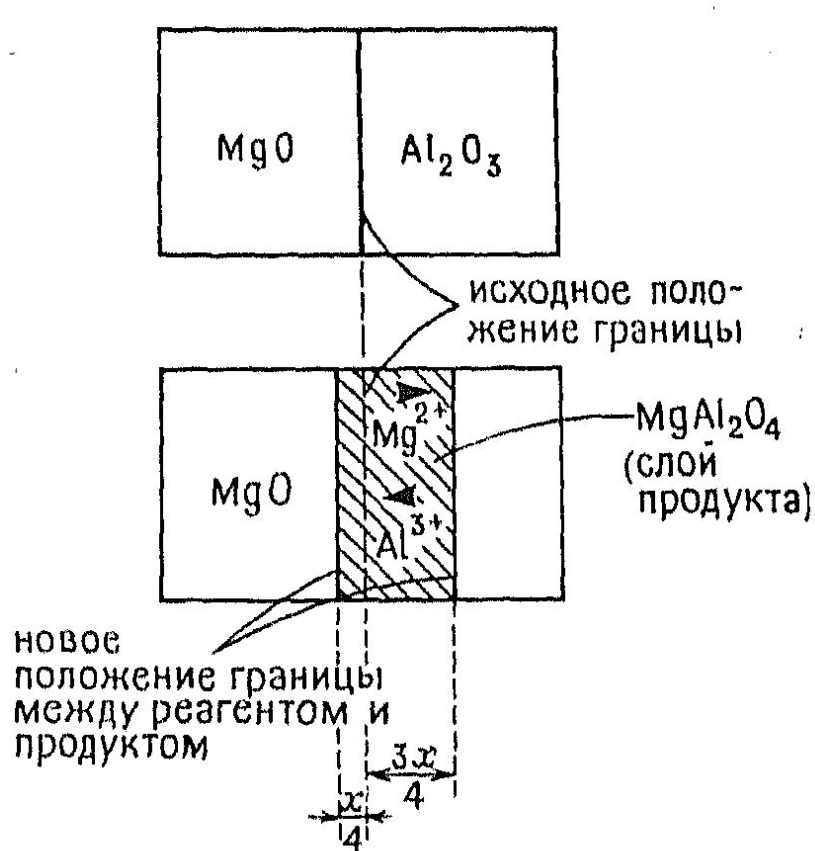 MgO
Al₂O₃
исходное поло-
жение границы
Mg²⁺
MgAl₂O₄
(слой
продукта)
MgO
Al³⁺
новое
положение границы
между реагентом и
продуктом
3x/4
x/4